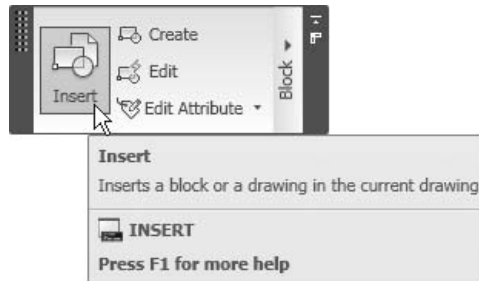 Create
Edit
Insert
Edit Attribute
Block
Insert
Inserts a block or a drawing in the current drawing
INSERT
Press F1 for more help